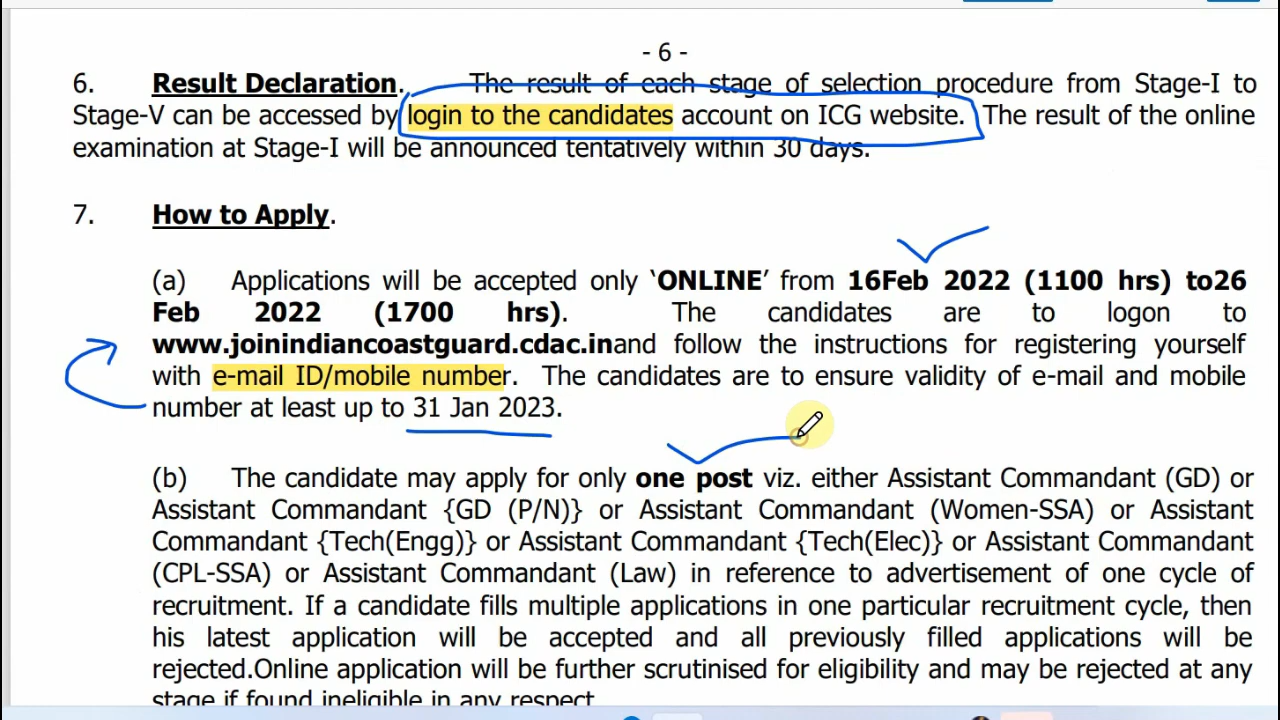 - 6 -
6. Result Declaration. The result of each stage of selection procedure from Stage-I to
Stage-V can be accessed by login to the candidates account on ICG website. The result of the online
examination at Stage-I will be announced tentatively within 30 days.
7. How to Apply.
(a) Applications will be accepted only ‘ONLINE’ from 16Feb 2022 (1100 hrs) to26
Feb 2022 (1700 hrs). The candidates are to logon to
www.joinindiancoastguard.cdac.inand follow the instructions for registering yourself
with e-mail ID/mobile number. The candidates are to ensure validity of e-mail and mobile
number at least up to 31 Jan 2023.
(b) The candidate may apply for only one post viz. either Assistant Commandant (GD) or
Assistant Commandant {GD (P/N)} or Assistant Commandant (Women-SSA) or Assistant
Commandant {Tech(Engg)} or Assistant Commandant {Tech(Elec)} or Assistant Commandant
(CPL-SSA) or Assistant Commandant (Law) in reference to advertisement of one cycle of
recruitment. If a candidate fills multiple applications in one particular recruitment cycle, then
his latest application will be accepted and all previously filled applications will be
rejected.Online application will be further scrutinised for eligibility and may be rejected at any
stage if found ineligible in any respect.